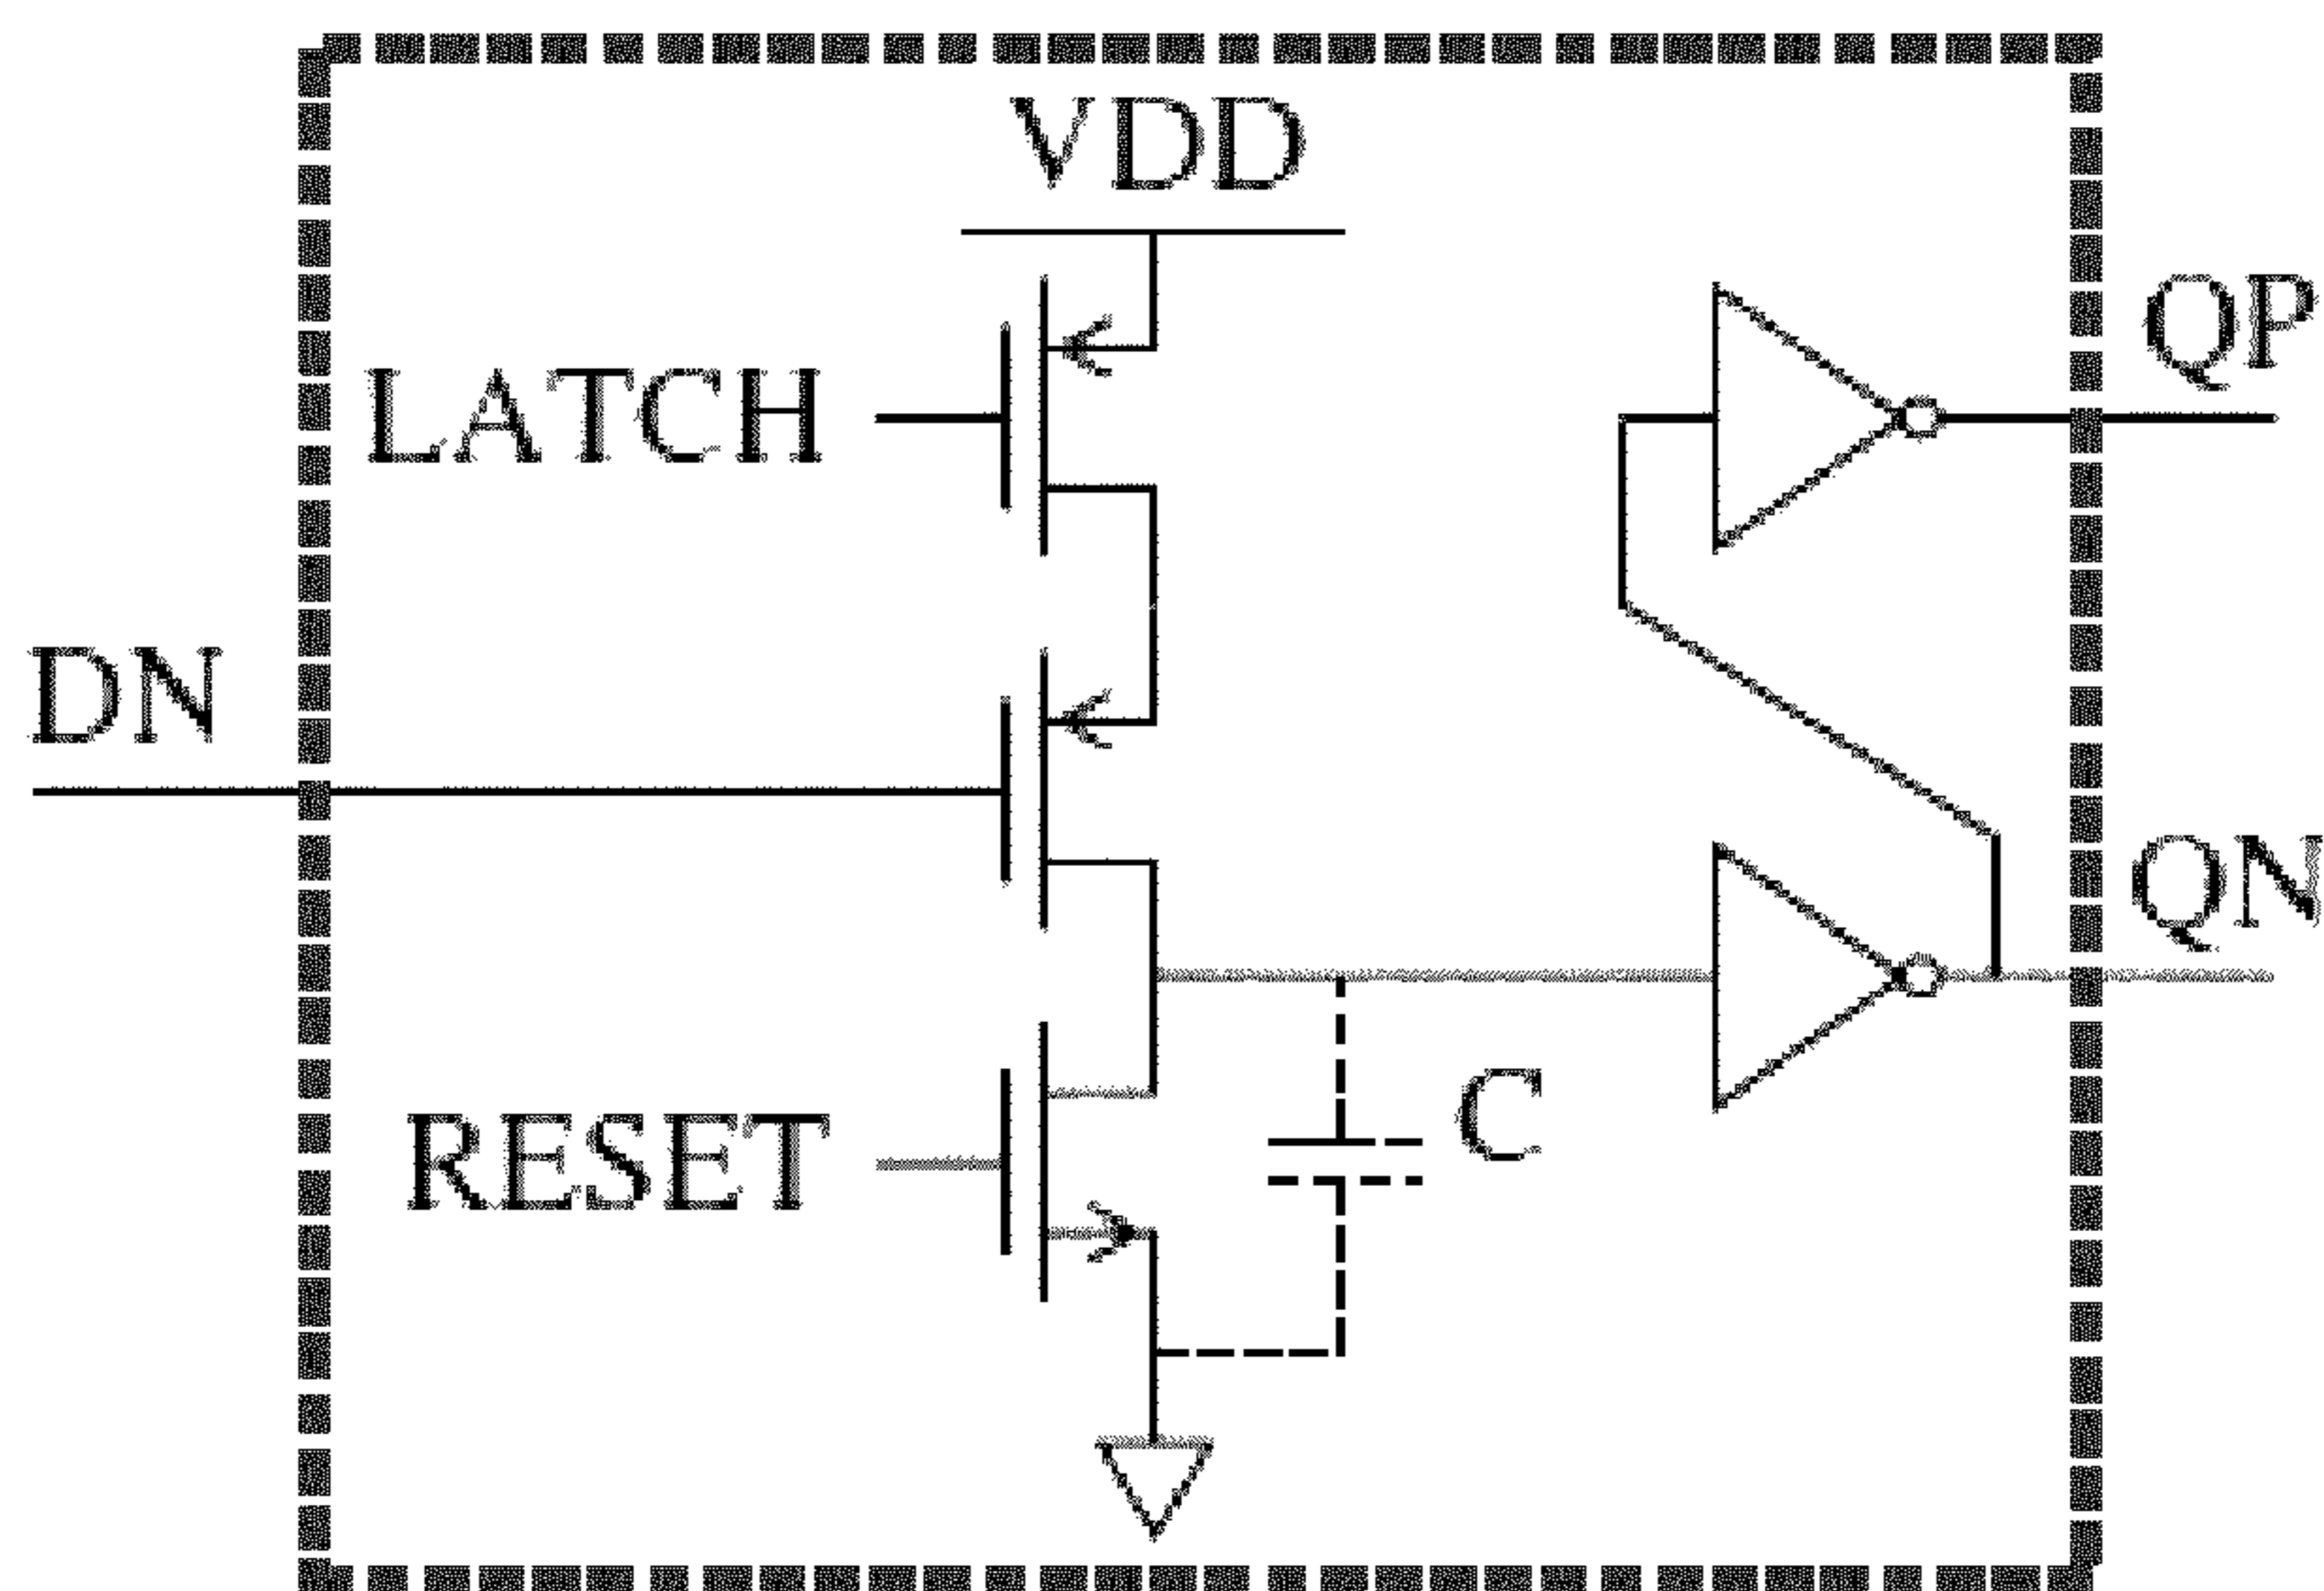 VDD
QP
LATCH
DN
QN
C
RESET